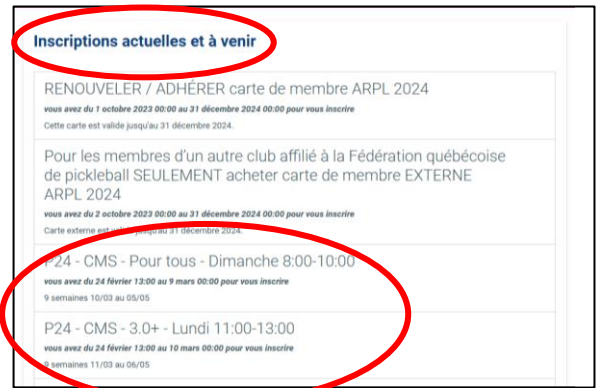 Inscriptions actuelles et à venir
RENOUVELER / ADHÉRER carte de membre ARPL 2024
vous avez du 1 octobre 2023 00:00 au 31 décembre 2024 00:00 pour vous inscrire
Cette carte est valide jusqu'au 31 décembre 2024.
Pour les membres d'un autre club affilié à la Fédération québécoise
de pickleball SEULEMENT acheter carte de membre EXTERNE
ARPL 2024
vous avez du 2 octobre 2023 00:00 au 31 décembre 2024 00:00 pour vous inscrire
Carte externe est valide jusqu'au 31 décembre 2024.
P24 - CMS - Pour tous - Dimanche 8:00-10:00
vous avez du 24 février 13:00 au 9 mars 00:00 pour vous inscrire
9 semaines 10/03 au 05/05
P24 - CMS - 3.0+ - Lundi 11:00-13:00
vous avez du 24 février 13:00 au 10 mars 00:00 pour vous inscrire
9 semaines 11/03 au 06/05